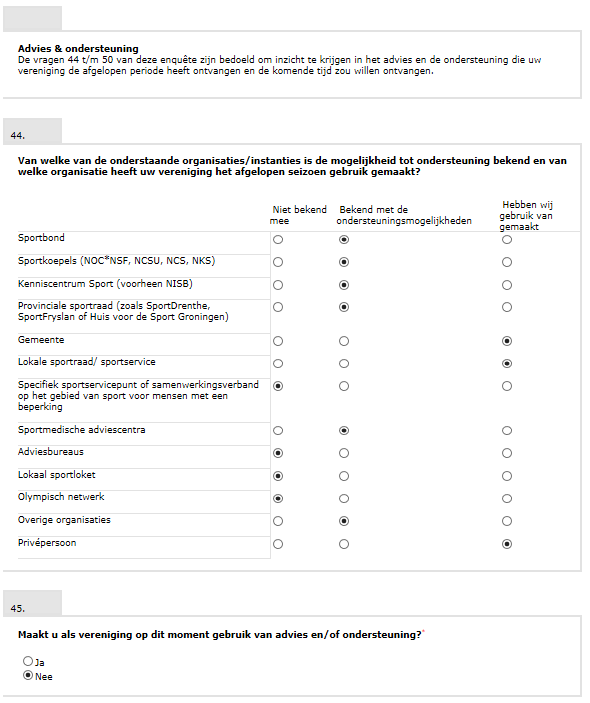 Advies & ondersteuning
De vragen 44 t/m 50 van deze enquête zijn bedoeld om inzicht te krijgen in het advies en de ondersteuning die uw
vereniging de afgelopen periode heeft ontvangen en de komende tijd zou willen ontvangen.
44.
Van welke van de onderstaande organisaties/instanties is de mogelijkheid tot ondersteuning bekend en van
welke organisatie heeft uw vereniging het afgelopen seizoen gebruik gemaakt?
Niet bekend
mee
Bekend met de
ondersteuningsmogelijkheden
Hebben wij
gebruik van
gemaakt
Sportbond
Sportkoepels (NOC*NSF, NCSU, NCS, NKS)
Kenniscentrum Sport (voorheen NISB)
Provinciale sportraad (zoals SportDrenthe,
SportFryslan of Huis voor de Sport Groningen)
Gemeente
Lokale sportraad/ sportservice
Specifiek sportservicepunt of samenwerkingsverband
op het gebied van sport voor mensen met een
beperking
Sportmedische adviescentra
Adviesbureaus
Lokaal sportloket
Olympisch netwerk
Overige organisaties
Privépersoon
45.
Maakt u als vereniging op dit moment gebruik van advies en/of ondersteuning?*
Ja
Nee